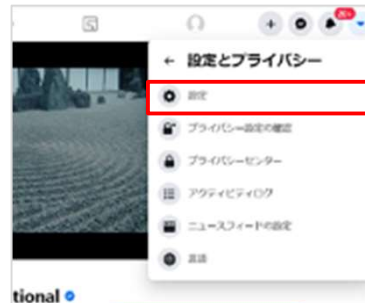 20+
← 設定とプライバシー
設定
プライバシー設定の確認
プライバシーセンター
アクティビティログ
ニュースフィードの設定
言語
tional